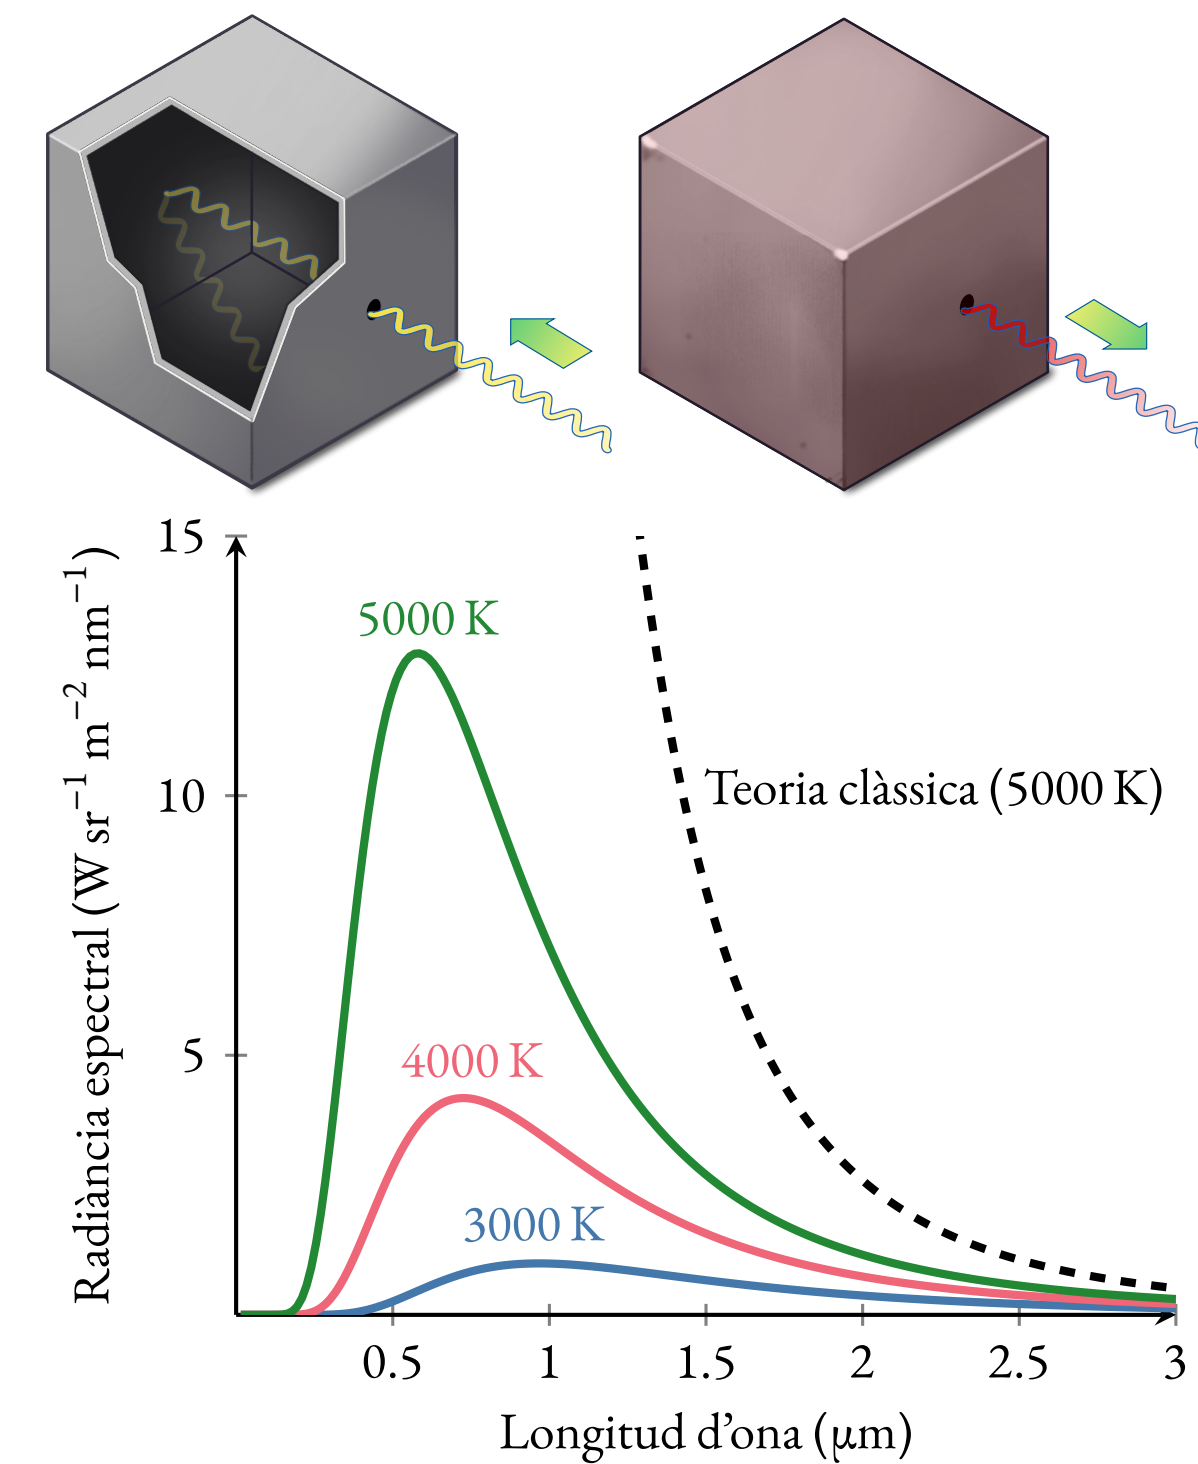 15
10
5
Radiància espectral (W sr⁻¹ m⁻² nm⁻¹)
5000 K
Teoria clàssica (5000 K)
4000 K
3000 K
0.5 1 1.5 2 2.5 3
Longitud d’ona (μm)